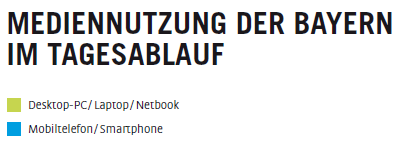 MEDIENNUTZUNG DER BAYERN
IM TAGESABLAUF
Desktop-PC/Laptop/Netbook
Mobiltelefon/Smartphone